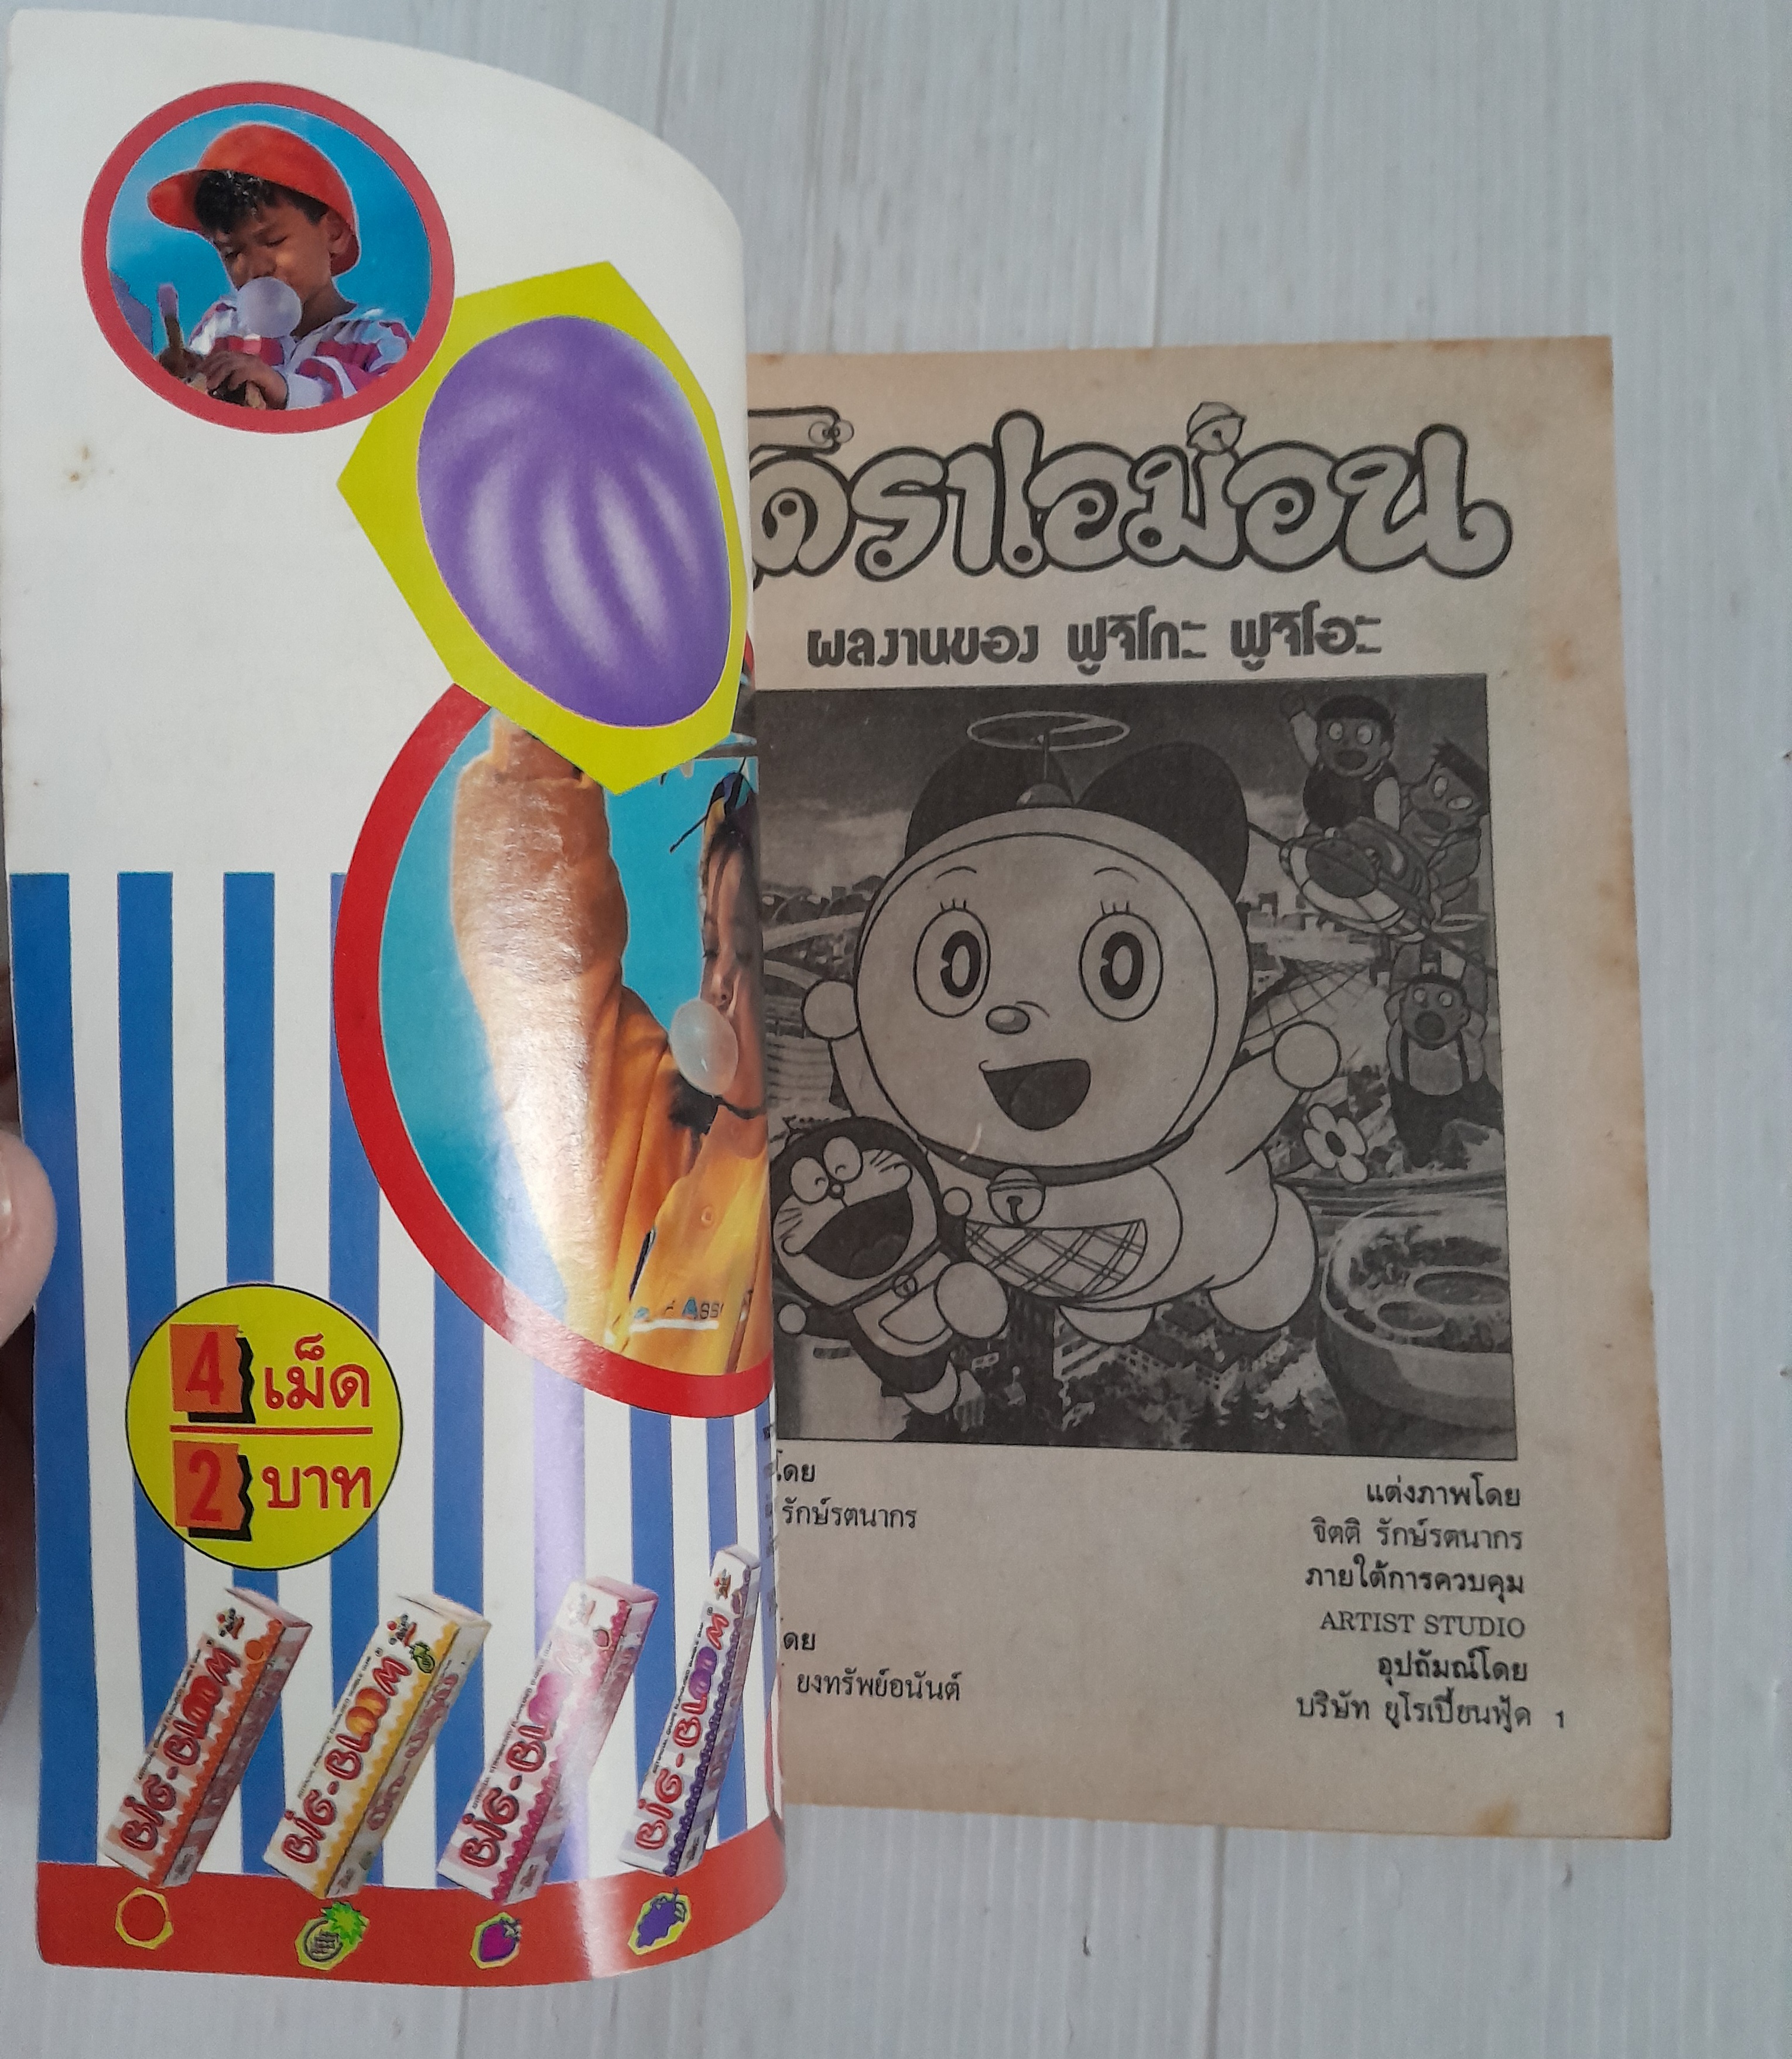 4 เม็ด
2 บาท
BIG-BLOOM
BIG-BLOOM
BIG-BLOOM
BIG-BLOOM
โดราเอม่อน
ผลงานของ ฟูจิโกะ ฟูจิโอะ
โดย
รักษ์รตนากร
ดย
ยงทรัพย์อนันต์
แต่งภาพโดย
จิตติ รักษ์รตนากร
ภายใต้การควบคุม
ARTIST STUDIO
อุปถัมณ์โดย
บริษัท ยูโรเปี้ยนฟู้ด 1